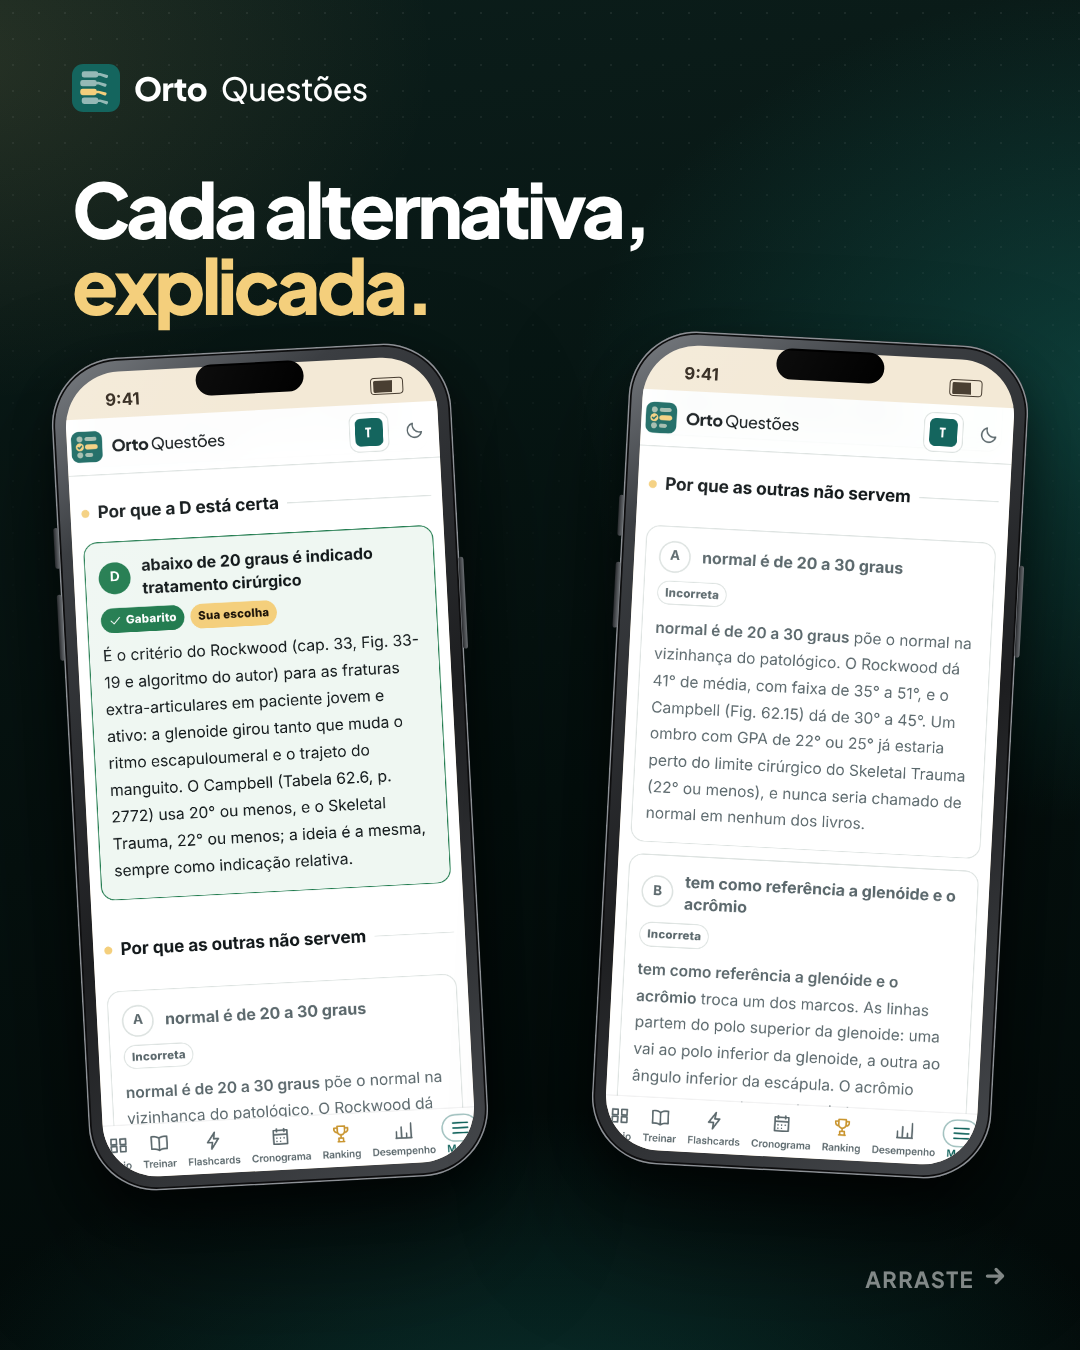 Orto Questões
Cada alternativa,
explicada.
9:41
Orto Questões
T
Por que a D está certa
D
abaixo de 20 graus é indicado
tratamento cirúrgico
Gabarito
Sua escolha
É o critério do Rockwood (cap. 33, Fig. 33-
19 e algoritmo do autor) para as fraturas
extra-articulares em paciente jovem e
ativo: a glenoide girou tanto que muda o
ritmo escapuloumeral e o trajeto do
manguito. O Campbell (Tabela 62.6, p.
2772) usa 20° ou menos, e o Skeletal
Trauma, 22° ou menos; a ideia é a mesma,
sempre como indicação relativa.
Por que as outras não servem
A
normal é de 20 a 30 graus
Incorreta
normal é de 20 a 30 graus põe o normal na
vizinhança do patológico. O Rockwood dá
Treinar
Flashcards
Cronograma
Ranking
Desempenho
9:41
Orto Questões
T
Por que as outras não servem
A
normal é de 20 a 30 graus
Incorreta
normal é de 20 a 30 graus põe o normal na
vizinhança do patológico. O Rockwood dá
41° de média, com faixa de 35° a 51°, e o
Campbell (Fig. 62.15) dá de 30° a 45°. Um
ombro com GPA de 22° ou 25° já estaria
perto do limite cirúrgico do Skeletal Trauma
(22° ou menos), e nunca seria chamado de
normal em nenhum dos livros.
B
tem como referência a glenóide e o
acrômio
Incorreta
tem como referência a glenóide e o
acrômio troca um dos marcos. As linhas
partem do polo superior da glenoide: uma
vai ao polo inferior da glenoide, a outra ao
ângulo inferior da escápula. O acrômio
Treinar
Flashcards
Cronograma
Ranking
Desempenho
ARRASTE